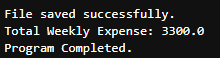 File saved successfully.
Total Weekly Expense: 3300.0
Program Completed.